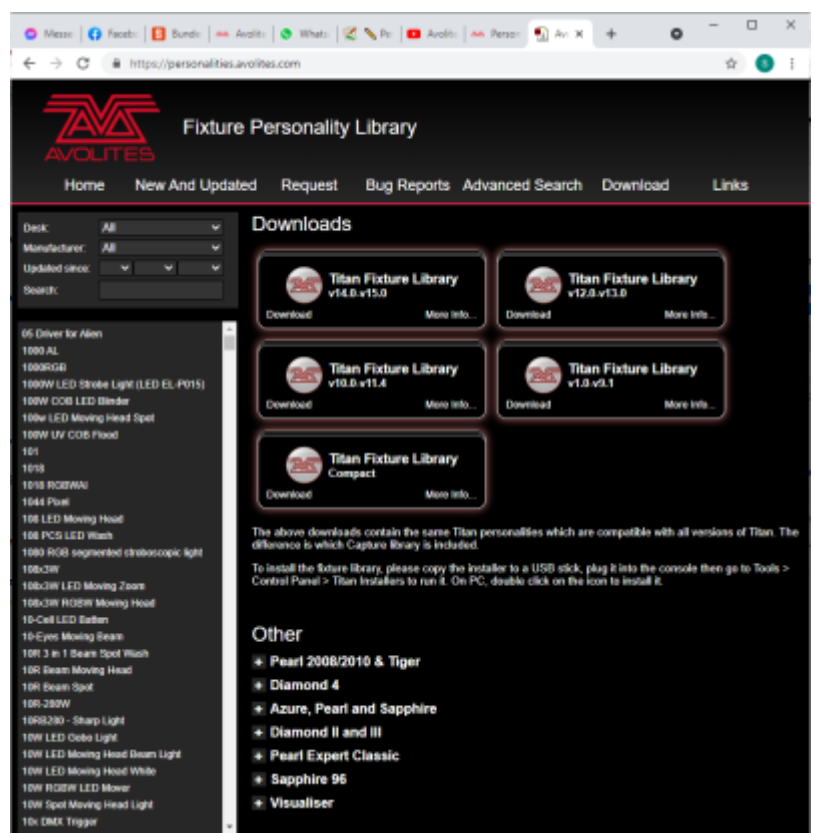 Messe
Facebo
Bundl
Avolit
Whats
Pe
Avolit
Person
Av
https://personalities.avolites.com
S
AVOLITES
Fixture Personality Library
Home New And Updated Request Bug Reports Advanced Search Download Links
Desk: All
Manufacturer: All
Updated since:
Search:
05 Driver for Alien
1000 AL
1000RGB
1000W LED Strobe Light (LED EL-P015)
100W COB LED Blinder
100w LED Moving Head Spot
100W UV COB Flood
101
1018
1018 RGBWAI
1044 Pixel
108 LED Moving Head
108 PCS LED Wash
1080 RGB segmented stroboscopic light
108x3W
108x3W LED Moving Zoom
108x3W RGBW Moving Head
10-Cell LED Batten
10-Eyes Moving Beam
10R 3 in 1 Beam Spot Wash
10R Beam Moving Head
10R Beam Spot
10R-280W
10RB280 - Sharp Light
10W LED Gobo Light
10W LED Moving Head Beam Light
10W LED Moving Head White
10W RGBW LED Mover
10W Spot Moving Head Light
10x DMX Trigger
Downloads
Titan Fixture Library
v14.0-v15.0
Download More Info...
Titan Fixture Library
v12.0-v13.0
Download More Info...
Titan Fixture Library
v10.0-v11.4
Download More Info...
Titan Fixture Library
v1.0-v9.1
Download More Info...
Titan Fixture Library
Compact
Download More Info...
The above downloads contain the same Titan personalities which are compatible with all versions of Titan. The
difference is which Capture library is included.
To install the fixture library, please copy the installer to a USB stick, plug it into the console then go to Tools >
Control Panel > Titan Installers to run it. On PC, double click on the icon to install it.
Other
+ Pearl 2008/2010 & Tiger
+ Diamond 4
+ Azure, Pearl and Sapphire
+ Diamond II and III
+ Pearl Expert Classic
+ Sapphire 96
+ Visualiser